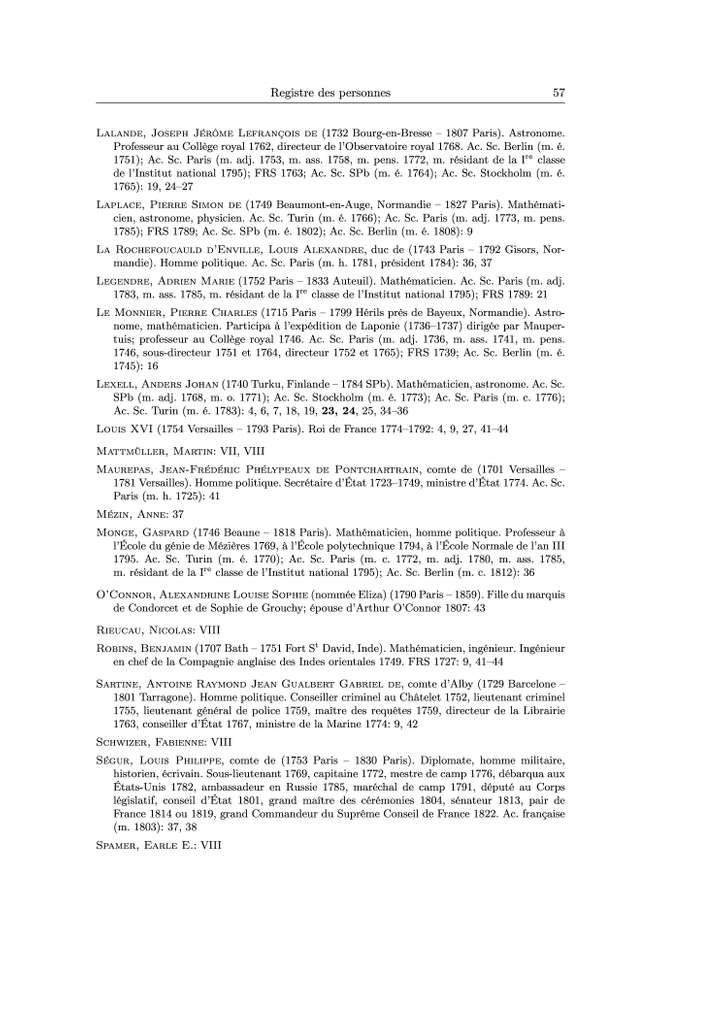 Registre des personnes 57
LALANDE, JOSEPH JÉRÔME LEFRANÇOIS DE (1732 Bourg-en-Bresse – 1807 Paris). Astronome.
Professeur au Collège royal 1762, directeur de l'Observatoire royal 1768. Ac. Sc. Berlin (m. é.
1751); Ac. Sc. Paris (m. adj. 1753, m. ass. 1758, m. pens. 1772, m. résidant de la Ire classe
de l'Institut national 1795); FRS 1763; Ac. Sc. SPb (m. é. 1764); Ac. Sc. Stockholm (m. é.
1765): 19, 24–27
LAPLACE, PIERRE SIMON DE (1749 Beaumont-en-Auge, Normandie – 1827 Paris). Mathémati-
cien, astronome, physicien. Ac. Sc. Turin (m. é. 1766); Ac. Sc. Paris (m. adj. 1773, m. pens.
1785); FRS 1789; Ac. Sc. SPb (m. é. 1802); Ac. Sc. Berlin (m. é. 1808): 9
LA ROCHEFOUCAULD D'ENVILLE, LOUIS ALEXANDRE, duc de (1743 Paris – 1792 Gisors, Nor-
mandie). Homme politique. Ac. Sc. Paris (m. h. 1781, président 1784): 36, 37
LEGENDRE, ADRIEN MARIE (1752 Paris – 1833 Auteuil). Mathématicien. Ac. Sc. Paris (m. adj.
1783, m. ass. 1785, m. résidant de la Ire classe de l'Institut national 1795); FRS 1789: 21
LE MONNIER, PIERRE CHARLES (1715 Paris – 1799 Hérils près de Bayeux, Normandie). Astro-
nome, mathématicien. Participa à l'expédition de Laponie (1736–1737) dirigée par Mauper-
tuis; professeur au Collège royal 1746. Ac. Sc. Paris (m. adj. 1736, m. ass. 1741, m. pens.
1746, sous-directeur 1751 et 1764, directeur 1752 et 1765); FRS 1739; Ac. Sc. Berlin (m. é.
1745): 16
LEXELL, ANDERS JOHAN (1740 Turku, Finlande – 1784 SPb). Mathématicien, astronome. Ac. Sc.
SPb (m. adj. 1768, m. o. 1771); Ac. Sc. Stockholm (m. é. 1773); Ac. Sc. Paris (m. c. 1776);
Ac. Sc. Turin (m. é. 1783): 4, 6, 7, 18, 19, 23, 24, 25, 34–36
LOUIS XVI (1754 Versailles – 1793 Paris). Roi de France 1774–1792: 4, 9, 27, 41–44
MATTMÜLLER, MARTIN: VII, VIII
MAUREPAS, JEAN-FRÉDÉRIC PHÉLYPEAUX DE PONTCHARTRAIN, comte de (1701 Versailles –
1781 Versailles). Homme politique. Secrétaire d'État 1723–1749, ministre d'État 1774. Ac. Sc.
Paris (m. h. 1725): 41
MÉZIN, ANNE: 37
MONGE, GASPARD (1746 Beaune – 1818 Paris). Mathématicien, homme politique. Professeur à
l'École du génie de Mézières 1769, à l'École polytechnique 1794, à l'École Normale de l'an III
1795. Ac. Sc. Turin (m. é. 1770); Ac. Sc. Paris (m. c. 1772, m. adj. 1780, m. ass. 1785,
m. résidant de la Ire classe de l'Institut national 1795); Ac. Sc. Berlin (m. c. 1812): 36
O'CONNOR, ALEXANDRINE LOUISE SOPHIE (nommée Eliza) (1790 Paris – 1859). Fille du marquis
de Condorcet et de Sophie de Grouchy; épouse d'Arthur O'Connor 1807: 43
RIEUCAU, NICOLAS: VIII
ROBINS, BENJAMIN (1707 Bath – 1751 Fort St David, Inde). Mathématicien, ingénieur. Ingénieur
en chef de la Compagnie anglaise des Indes orientales 1749. FRS 1727: 9, 41–44
SARTINE, ANTOINE RAYMOND JEAN GUALBERT GABRIEL DE, comte d'Alby (1729 Barcelone –
1801 Tarragone). Homme politique. Conseiller criminel au Châtelet 1752, lieutenant criminel
1755, lieutenant général de police 1759, maître des requêtes 1759, directeur de la Librairie
1763, conseiller d'État 1767, ministre de la Marine 1774: 9, 42
SCHWIZER, FABIENNE: VIII
SÉGUR, LOUIS PHILIPPE, comte de (1753 Paris – 1830 Paris). Diplomate, homme militaire,
historien, écrivain. Sous-lieutenant 1769, capitaine 1772, mestre de camp 1776, débarqua aux
États-Unis 1782, ambassadeur en Russie 1785, maréchal de camp 1791, député au Corps
législatif, conseil d'État 1801, grand maître des cérémonies 1804, sénateur 1813, pair de
France 1814 ou 1819, grand Commandeur du Suprême Conseil de France 1822. Ac. française
(m. 1803): 37, 38
SPAMER, EARLE E.: VIII